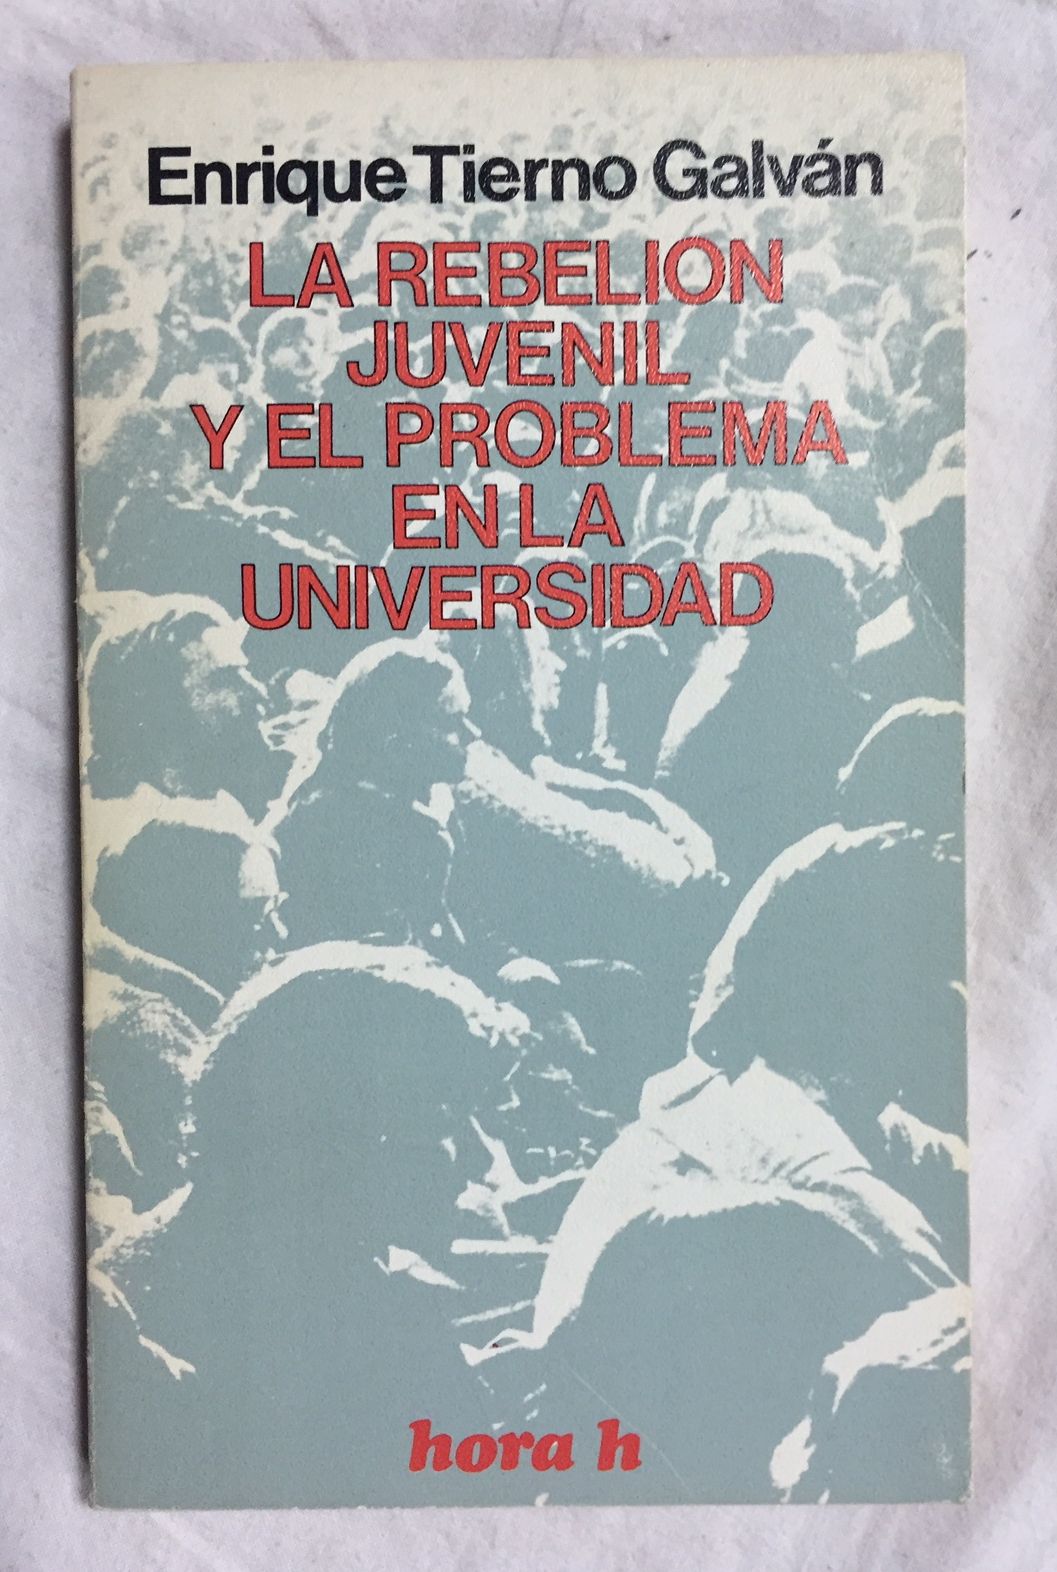 Enrique Tierno Galván
LA REBELION
JUVENIL
Y EL PROBLEMA
EN LA
UNIVERSIDAD
hora h